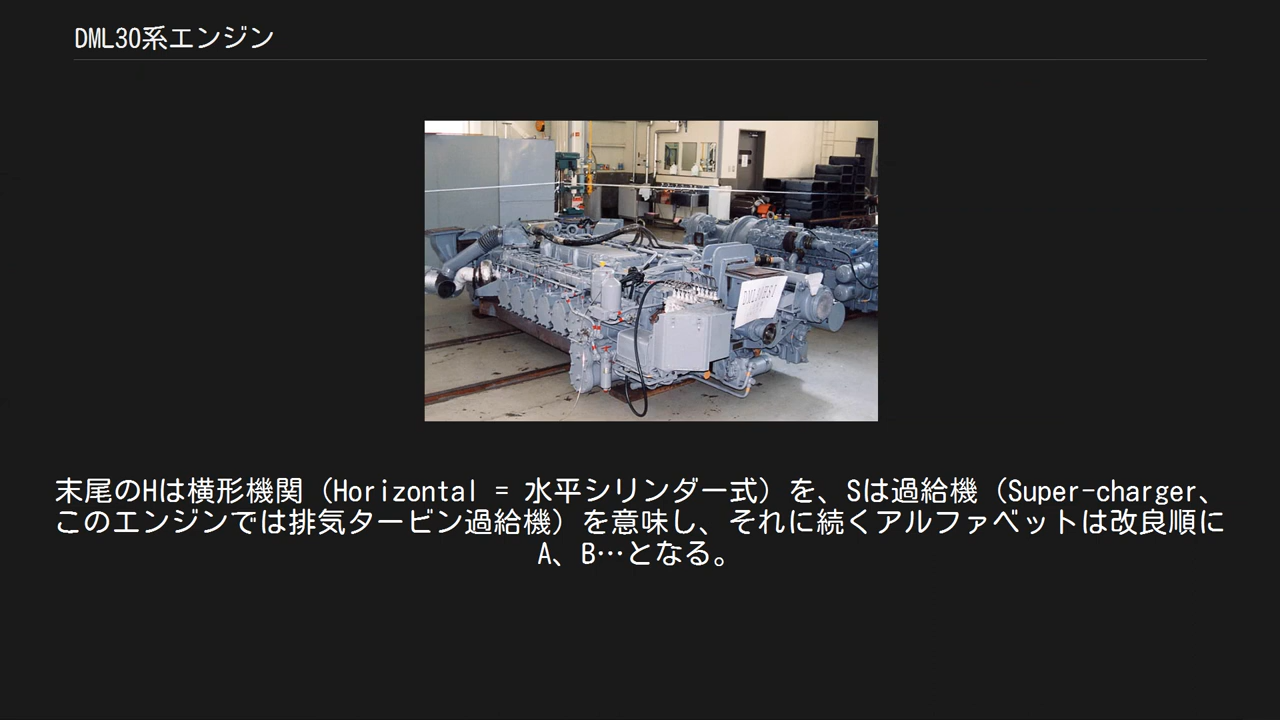 DML30系エンジン
末尾のHは横形機関（Horizontal = 水平シリンダー式）を、Sは過給機（Super-charger、
このエンジンでは排気タービン過給機）を意味し、それに続くアルファベットは改良順に
A、B…となる。